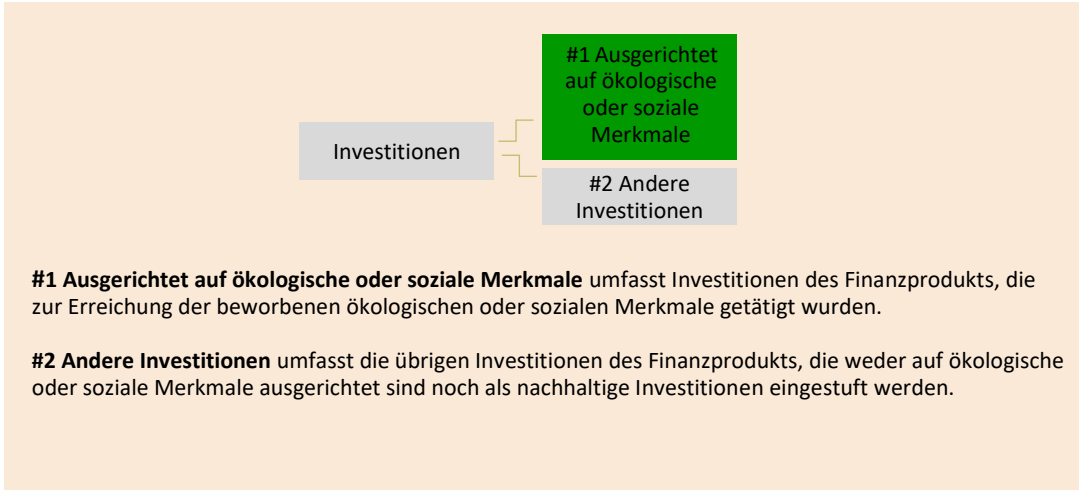 #1 Ausgerichtet
auf ökologische
oder soziale
Merkmale
Investitionen
#2 Andere
Investitionen
#1 Ausgerichtet auf ökologische oder soziale Merkmale umfasst Investitionen des Finanzprodukts, die
zur Erreichung der beworbenen ökologischen oder sozialen Merkmale getätigt wurden.
#2 Andere Investitionen umfasst die übrigen Investitionen des Finanzprodukts, die weder auf ökologische
oder soziale Merkmale ausgerichtet sind noch als nachhaltige Investitionen eingestuft werden.